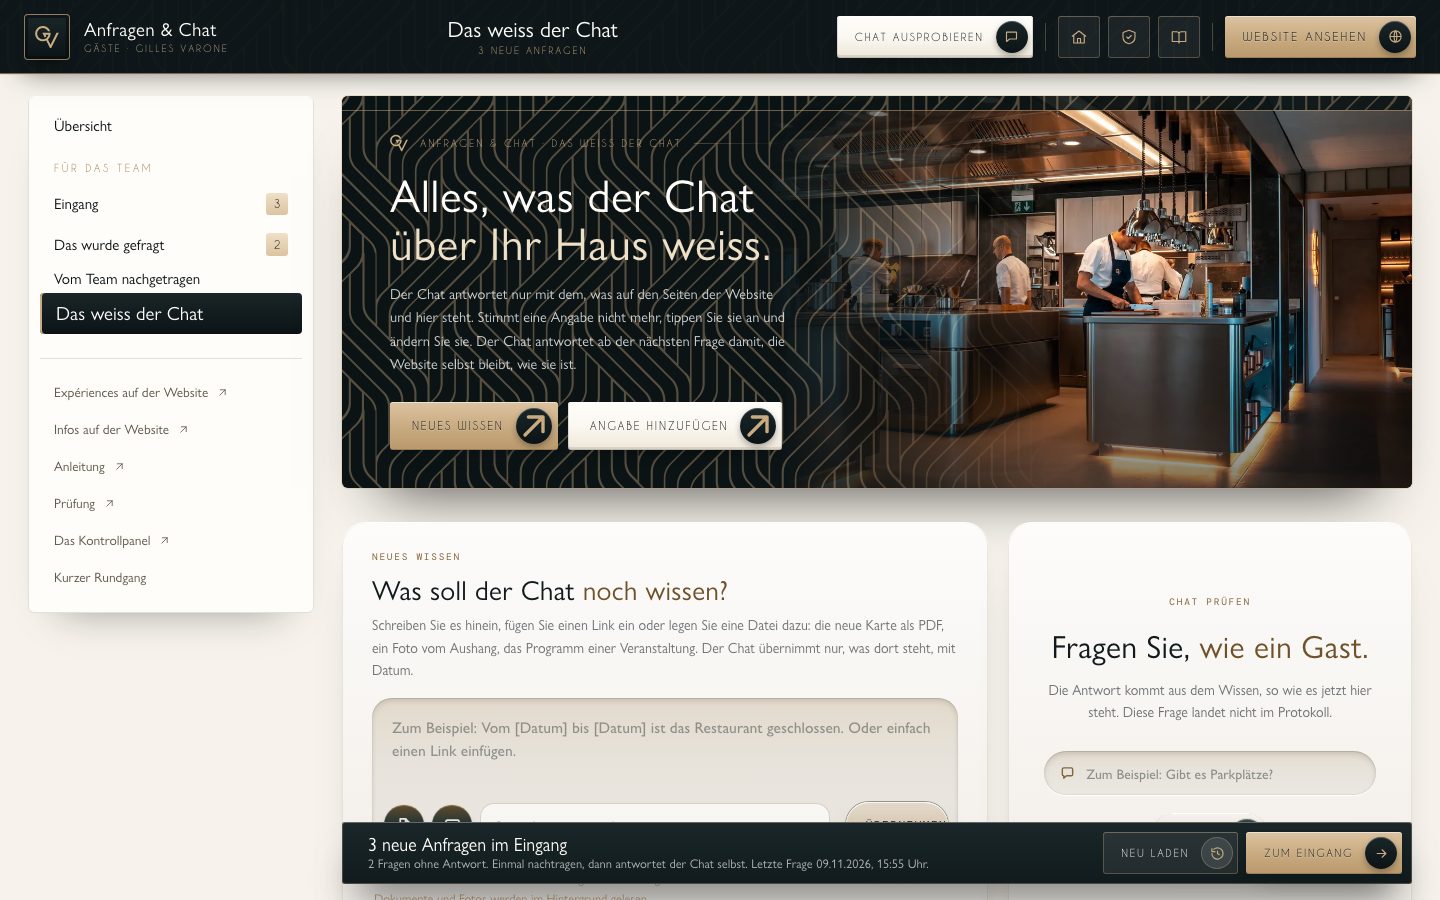 Anfragen & Chat
GÄSTE · GILLES VARONE
Das weiss der Chat
3 NEUE ANFRAGEN
CHAT AUSPROBIEREN
WEBSITE ANSEHEN
Übersicht
FÜR DAS TEAM
Eingang 3
Das wurde gefragt 2
Vom Team nachgetragen
Das weiss der Chat
Expériences auf der Website
Infos auf der Website
Anleitung
Prüfung
Das Kontrollpanel
Kurzer Rundgang
ANFRAGEN & CHAT · DAS WEISS DER CHAT
Alles, was der Chat
über Ihr Haus weiss.
Der Chat antwortet nur mit dem, was auf den Seiten der Website
und hier steht. Stimmt eine Angabe nicht mehr, tippen Sie sie an und
ändern Sie sie. Der Chat antwortet ab der nächsten Frage damit, die
Website selbst bleibt, wie sie ist.
NEUES WISSEN
ANGABE HINZUFÜGEN
NEUES WISSEN
Was soll der Chat noch wissen?
Schreiben Sie es hinein, fügen Sie einen Link ein oder legen Sie eine Datei dazu: die neue Karte als PDF,
ein Foto vom Aushang, das Programm einer Veranstaltung. Der Chat übernimmt nur, was dort steht, mit
Datum.
Zum Beispiel: Vom [Datum] bis [Datum] ist das Restaurant geschlossen. Oder einfach
einen Link einfügen.
CHAT PRÜFEN
Fragen Sie, wie ein Gast.
Die Antwort kommt aus dem Wissen, so wie es jetzt hier
steht. Diese Frage landet nicht im Protokoll.
Zum Beispiel: Gibt es Parkplätze?
3 neue Anfragen im Eingang
2 Fragen ohne Antwort. Einmal nachtragen, dann antwortet der Chat selbst. Letzte Frage 09.11.2026, 15:55 Uhr.
NEU LADEN
ZUM EINGANG